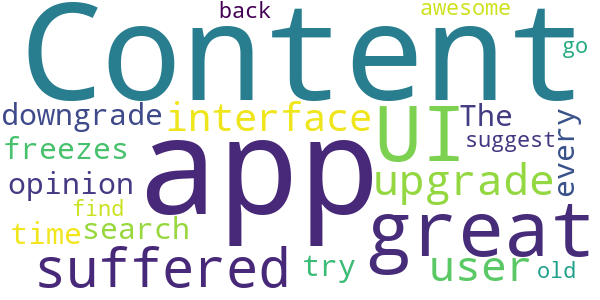 back awesome
Content go
downgrade interface UI The every
freezes app suggest
opinion upgrade
find great
time search
suffered try user old